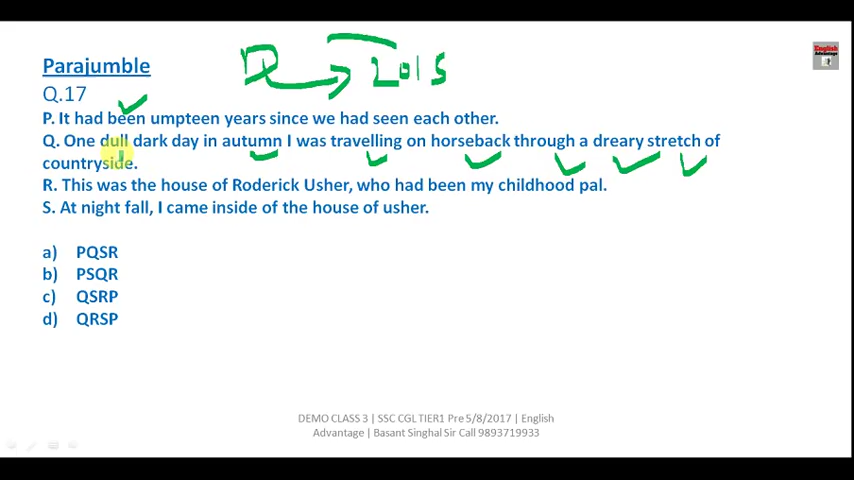 Parajumble
2015
English
Advantage
Q.17
P. It had been umpteen years since we had seen each other.
Q. One dull dark day in autumn I was travelling on horseback through a dreary stretch of
countryside.
R. This was the house of Roderick Usher, who had been my childhood pal.
S. At night fall, I came inside of the house of usher.
a) PQSR
b) PSQR
c) QSRP
d) QRSP
DEMO CLASS 3 | SSC CGL TIER1 Pre 5/8/2017 | English
Advantage | Basant Singhal Sir Call 9893719933